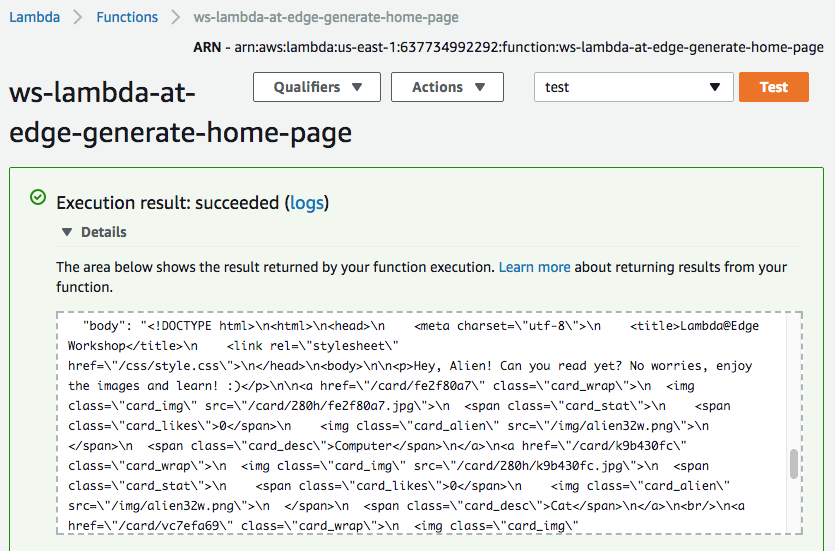 Lambda > Functions > ws-lambda-at-edge-generate-home-page
ARN - arn:aws:lambda:us-east-1:637734992292:function:ws-lambda-at-edge-generate-home-page
ws-lambda-at-
edge-generate-home-page
Qualifiers ▼ Actions ▼ test ▼ Test
Execution result: succeeded (logs)
▼ Details
The area below shows the result returned by your function execution. Learn more about returning results from your
function.
"body": "<!DOCTYPE html>\n<html>\n<head>\n    <meta charset=\"utf-8\">\n    <title>Lambda@Edge
Workshop</title>\n    <link rel=\"stylesheet\"
href=\"/css/style.css\">\n</head>\n<body>\n\n<p>Hey, Alien! Can you read yet? No worries, enjoy
the images and learn! :)</p>\n\n<a href=\"/card/fe2f80a7\" class=\"card_wrap\">\n  <img
class=\"card_img\" src=\"/card/280h/fe2f80a7.jpg\">\n  <span class=\"card_stat\">\n    <span
class=\"card_likes\">0</span>\n    <img class=\"card_alien\" src=\"/img/alien32w.png\">\n
</span>\n  <span class=\"card_desc\">Computer</span>\n</a>\n<a href=\"/card/k9b430fc\"
class=\"card_wrap\">\n  <img class=\"card_img\" src=\"/card/280h/k9b430fc.jpg\">\n  <span
class=\"card_stat\">\n    <span class=\"card_likes\">0</span>\n    <img class=\"card_alien\"
src=\"/img/alien32w.png\">\n  </span>\n  <span class=\"card_desc\">Cat</span>\n</a>\n<br/>\n<a
href=\"/card/vc7efa69\" class=\"card_wrap\">\n  <img class=\"card_img\"